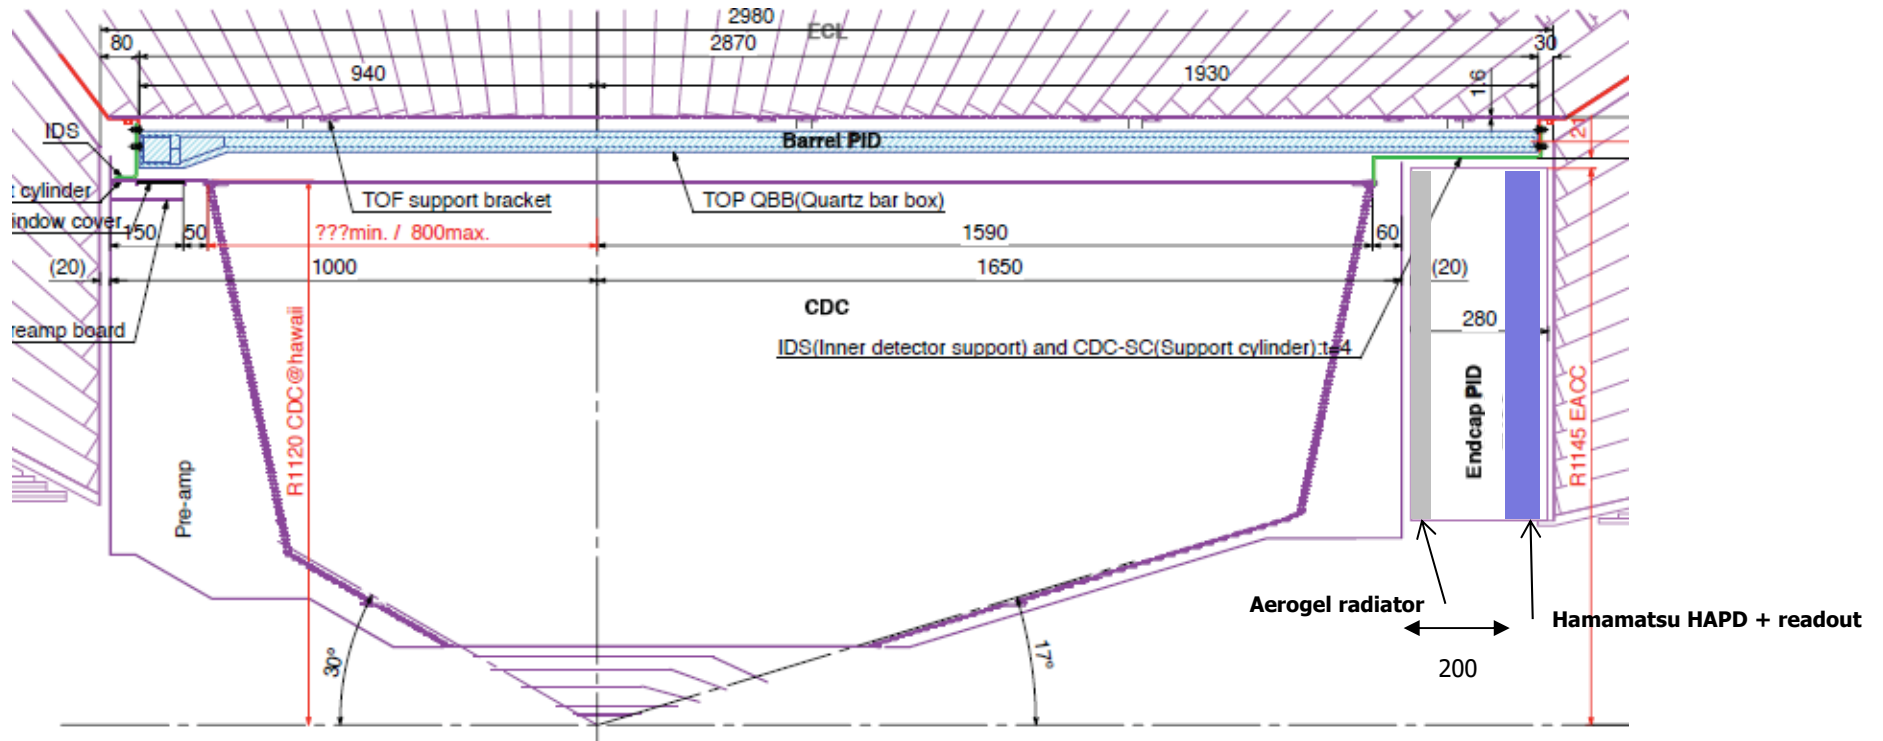 2980
ECL
80
2870
30
940
1930
16
IDS
Barrel PID
21
t cylinder
TOF support bracket
TOP QBB(Quartz bar box)
indow cover
150
50
???min. / 800max.
1590
60
(20)
1000
1650
(20)
CDC
280
reamp board
IDS(Inner detector support) and CDC-SC(Support cylinder):t=4
R1120 CDC@hawaii
Endcap PID
R1145 EACC
Pre-amp
Aerogel radiator
Hamamatsu HAPD + readout
30°
17°
200